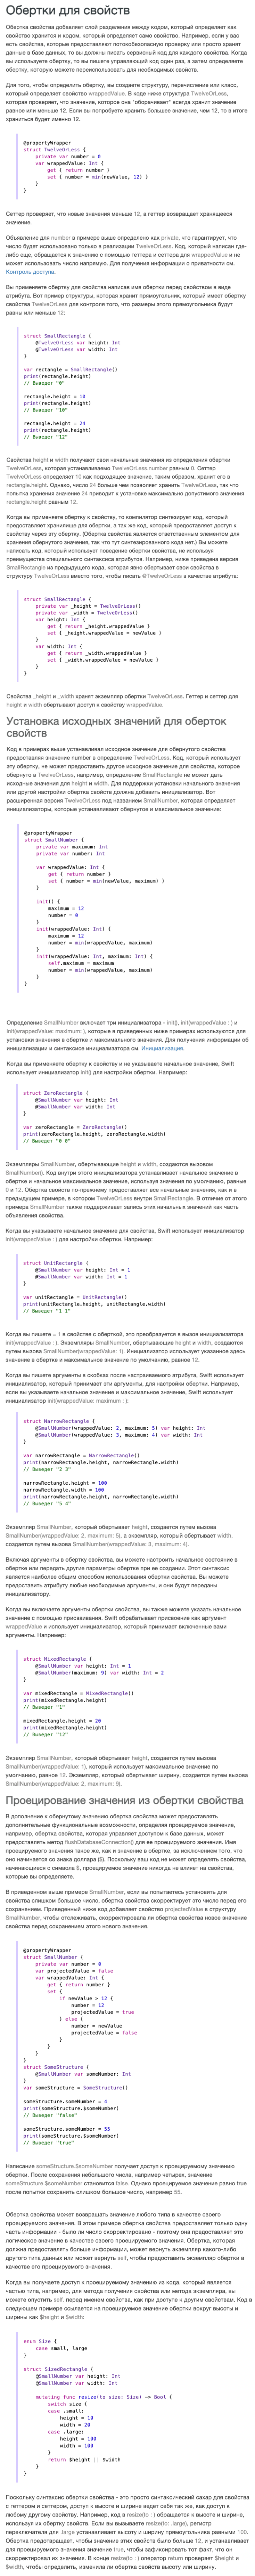 Обертки для свойств
Обертка свойства добавляет слой разделения между кодом, который определяет как
свойство хранится и кодом, который определяет само свойство. Например, если у вас
есть свойства, которые предоставляют потокобезопасную проверку или просто хранят
данные в базе данных, то вы должны писать сервисный код для каждого свойства. Когда
вы используете обертку, то вы пишете управляющий код один раз, а затем определяете
обертку, которую можете переиспользовать для необходимых свойств.
Для того, чтобы определить обертку, вы создаете структуру, перечисление или класс,
который определяет свойство wrappedValue. В коде ниже структура TwelveOrLess,
которая проверяет, что значение, которое она "оборачивает" всегда хранит значение
равное или меньше 12. Если вы попробуете хранить большее значение, чем 12, то в итоге
сохраняться будет именно 12.
@propertyWrapper
struct TwelveOrLess {
    private var number = 0
    var wrappedValue: Int {
        get { return number }
        set { number = min(newValue, 12) }
    }
}
Сеттер проверяет, что новые значения меньше 12, а геттер возвращает хранящееся
значение.
Объявление для number в примере выше определено как private, что гарантирует, что
число будет использовано только в реализации TwelveOrLess. Код, который написан где-
либо еще, обращается к значению с помощью геттера и сеттера для wrappedValue и не
может использовать число напрямую. Для получения информации о приватности см.
Контроль доступа.
Вы применяете обертку для свойства написав имя обертки перед свойством в виде
атрибута. Вот пример структуры, которая хранит прямоугольник, который имеет обертку
свойства TwelveOrLess для контроля того, что размеры этого прямоугольника будут
равны или меньше 12:
struct SmallRectangle {
    @TwelveOrLess var height: Int
    @TwelveOrLess var width: Int
}
var rectangle = SmallRectangle()
print(rectangle.height)
// Выведет "0"
rectangle.height = 10
print(rectangle.height)
// Выведет "10"
rectangle.height = 24
print(rectangle.height)
// Выведет "12"
Свойства height и width получают свои начальные значения из определения обертки
TwelveOrLess, которая устанавливаемо TwelveOrLess.number равным 0. Сеттер
TwelveOrLess определяет 10 как подходящее значение, таким образом, хранит его в
rectangle.height. Однако, число 24 больше чем позволяет хранить TwelveOrLess, так что
попытка хранения значение 24 приводит к установке максимально допустимого значения
rectangle.height равным 12.
Когда вы применяете обертку к свойству, то компилятор синтезирует код, который
предоставляет хранилище для обертки, а так же код, который предоставляет доступ к
свойству через эту обертку. (Обертка свойства является ответственным элементом для
хранения обернутого значения, так что тут синтезированного кода нет.) Вы можете
написать код, который использует поведение обертки свойства, не используя
преимущества специального синтаксиса атрибутов. Например, ниже приведена версия
SmallRectangle из предыдущего кода, которая явно обертывает свои свойства в
структуру TwelveOrLess вместо того, чтобы писать @TwelveOrLess в качестве атрибута:
struct SmallRectangle {
    private var _height = TwelveOrLess()
    private var _width = TwelveOrLess()
    var height: Int {
        get { return _height.wrappedValue }
        set { _height.wrappedValue = newValue }
    }
    var width: Int {
        get { return _width.wrappedValue }
        set { _width.wrappedValue = newValue }
    }
}
Свойства _height и _width хранят экземпляр обертки TwelveOrLess. Геттер и сеттер для
height и width обертывают доступ к свойству wrappedValue.
Установка исходных значений для оберток
свойств
Код в примерах выше устанавливал исходное значение для обернутого свойства
предоставляя значение number в определение TwelveOrLess. Код, который использует
эту обертку, не может предоставить другое исходное значение для свойства, которое
обернуто в TwelveOrLess, например, определение SmallRectangle не может дать
исходные значения для height и width. Для поддержки установки начального значения
или другой настройки обертка свойств должна добавить инициализатор. Вот
расширенная версия TwelveOrLess под названием SmallNumber, которая определяет
инициализаторы, которые устанавливают обернутое и максимальное значение:
@propertyWrapper
struct SmallNumber {
    private var maximum: Int
    private var number: Int
    var wrappedValue: Int {
        get { return number }
        set { number = min(newValue, maximum) }
    }
    init() {
        maximum = 12
        number = 0
    }
    init(wrappedValue: Int) {
        maximum = 12
        number = min(wrappedValue, maximum)
    }
    init(wrappedValue: Int, maximum: Int) {
        self.maximum = maximum
        number = min(wrappedValue, maximum)
    }
}
Определение SmallNumber включает три инициализатора - init(), init(wrappedValue : ) и
init(wrappedValue: maximum: ), которые в приведенных ниже примерах используются для
установки значения в обертке и максимального значения. Для получения информации об
инициализации и синтаксисе инициализатора см. Инициализация.
Когда вы применяете обертку к свойству и не указываете начальное значение, Swift
использует инициализатор init() для настройки обертки. Например:
struct ZeroRectangle {
    @SmallNumber var height: Int
    @SmallNumber var width: Int
}
var zeroRectangle = ZeroRectangle()
print(zeroRectangle.height, zeroRectangle.width)
// Выведет "0 0"
Экземпляры SmallNumber, обертывающие height и width, создаются вызовом
SmallNumber(). Код внутри этого инициализатора устанавливает начальное значение в
обертке и начальное максимальное значение, используя значения по умолчанию, равные
0 и 12. Обертка свойств по-прежнему предоставляет все начальные значения, как и в
предыдущем примере, в котором TwelveOrLess внутри SmallRectangle. В отличие от этого
примера SmallNumber также поддерживает запись этих начальных значений как часть
объявления свойства.
Когда вы указываете начальное значение для свойства, Swift использует инициализатор
init(wrappedValue : ) для настройки обертки. Например:
struct UnitRectangle {
    @SmallNumber var height: Int = 1
    @SmallNumber var width: Int = 1
}
var unitRectangle = UnitRectangle()
print(unitRectangle.height, unitRectangle.width)
// Выведет "1 1"
Когда вы пишете = 1 в свойстве с оберткой, это преобразуется в вызов инициализатора
init(wrappedValue : ). Экземпляры SmallNumber, обертывающие height и width, создаются
путем вызова SmallNumber(wrappedValue: 1). Инициализатор использует указанное здесь
значение в обертке и максимальное значение по умолчанию, равное 12.
Когда вы пишете аргументы в скобках после настраиваемого атрибута, Swift использует
инициализатор, который принимает эти аргументы, для настройки обертки. Например,
если вы указываете начальное значение и максимальное значение, Swift использует
инициализатор init(wrappedValue: maximum : ):
struct NarrowRectangle {
    @SmallNumber(wrappedValue: 2, maximum: 5) var height: Int
    @SmallNumber(wrappedValue: 3, maximum: 4) var width: Int
}
var narrowRectangle = NarrowRectangle()
print(narrowRectangle.height, narrowRectangle.width)
// Выведет "2 3"
narrowRectangle.height = 100
narrowRectangle.width = 100
print(narrowRectangle.height, narrowRectangle.width)
// Выведет "5 4"
Экземпляр SmallNumber, который обертывает height, создается путем вызова
SmallNumber(wrappedValue: 2, maximum: 5), а экземпляр, который обертывает width,
создается путем вызова SmallNumber(wrappedValue: 3, maximum: 4).
Включая аргументы в обертку свойства, вы можете настроить начальное состояние в
обертке или передать другие параметры обертке при ее создании. Этот синтаксис
является наиболее общим способом использования обертки свойства. Вы можете
предоставить атрибуту любые необходимые аргументы, и они будут переданы
инициализатору.
Когда вы включаете аргументы обертки свойства, вы также можете указать начальное
значение с помощью присваивания. Swift обрабатывает присвоение как аргумент
wrappedValue и использует инициализатор, который принимает включенные вами
аргументы. Например:
struct MixedRectangle {
    @SmallNumber var height: Int = 1
    @SmallNumber(maximum: 9) var width: Int = 2
}
var mixedRectangle = MixedRectangle()
print(mixedRectangle.height)
// Выведет "1"
mixedRectangle.height = 20
print(mixedRectangle.height)
// Выведет "12"
Экземпляр SmallNumber, который обертывает height, создается путем вызова
SmallNumber(wrappedValue: 1), который использует максимальное значение по
умолчанию, равное 12. Экземпляр, который обертывает ширину, создается путем вызова
SmallNumber(wrappedValue: 2, maximum: 9).
Проецирование значения из обертки свойства
В дополнение к обернутому значению обертка свойства может предоставлять
дополнительные функциональные возможности, определяя проецируемое значение,
например, обертка свойства, которая управляет доступом к базе данных, может
предоставлять метод flushDatabaseConnection() для ее проецируемого значения. Имя
проецируемого значения такое же, как и значение в обертке, за исключением того, что
оно начинается со знака доллара ($). Поскольку ваш код не может определять свойства,
начинающиеся с символа $, проецируемое значение никогда не влияет на свойства,
которые вы определяете.
В приведенном выше примере SmallNumber, если вы попытаетесь установить для
свойства слишком большое число, обертка свойства скорректирует это число перед его
сохранением. Приведенный ниже код добавляет свойство projectedValue в структуру
SmallNumber, чтобы отслеживать, скорректировала ли обертка свойства новое значение
свойства перед сохранением этого нового значения.
@propertyWrapper
struct SmallNumber {
    private var number = 0
    var projectedValue = false
    var wrappedValue: Int {
        get { return number }
        set {
            if newValue > 12 {
                number = 12
                projectedValue = true
            } else {
                number = newValue
                projectedValue = false
            }
        }
    }
}
struct SomeStructure {
    @SmallNumber var someNumber: Int
}
var someStructure = SomeStructure()
someStructure.someNumber = 4
print(someStructure.$someNumber)
// Выведет "false"
someStructure.someNumber = 55
print(someStructure.$someNumber)
// Выведет "true"
Написание someStructure.$someNumber получает доступ к проецируемому значению
обертки. После сохранения небольшого числа, например четырех, значение
someStructure.$someNumber становится false. Однако проецируемое значение равно true
после попытки сохранить слишком большое число, например 55.
Обертка свойства может возвращать значение любого типа в качестве своего
проецируемого значения. В этом примере обертка свойства предоставляет только одну
часть информации - было ли число скорректировано - поэтому она предоставляет это
логическое значение в качестве своего проецируемого значения. Обертка, которая
должна предоставлять больше информации, может вернуть экземпляр какого-либо
другого типа данных или может вернуть self, чтобы предоставить экземпляр обертки в
качестве его проецируемого значения.
Когда вы получаете доступ к проецируемому значению из кода, который является
частью типа, например, для метода получения свойства или метода экземпляра, вы
можете опустить self. перед именем свойства, как при доступе к другим свойствам. Код в
следующем примере ссылается на проецируемое значение обертки вокруг высоты и
ширины как $height и $width:
enum Size {
    case small, large
}
struct SizedRectangle {
    @SmallNumber var height: Int
    @SmallNumber var width: Int
    mutating func resize(to size: Size) -> Bool {
        switch size {
        case .small:
            height = 10
            width = 20
        case .large:
            height = 100
            width = 100
        }
        return $height || $width
    }
}
Поскольку синтаксис обертки свойства - это просто синтаксический сахар для свойства
с геттером и сеттером, доступ к высоте и ширине ведет себя так же, как доступ к
любому другому свойству. Например, код в resize(to : ) обращается к высоте и ширине,
используя их обертку свойств. Если вы вызываете resize(to: .large), регистр
переключателя для .large устанавливает высоту и ширину прямоугольника равными 100.
Обертка предотвращает, чтобы значение этих свойств было больше 12, и устанавливает
для проецируемого значения значение true, чтобы зафиксировать тот факт, что он
скорректировал их значения. В конце resize(to : ) оператор return проверяет $height и
$width, чтобы определить, изменила ли обертка свойств высоту или ширину.